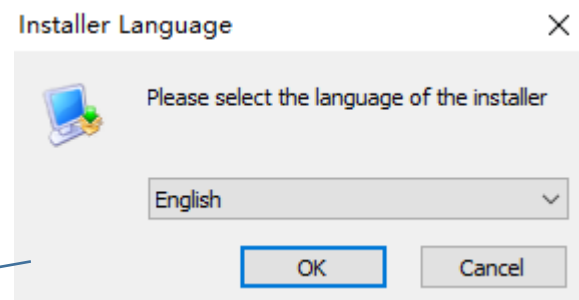 Installer Language
Please select the language of the installer
English
OK
Cancel